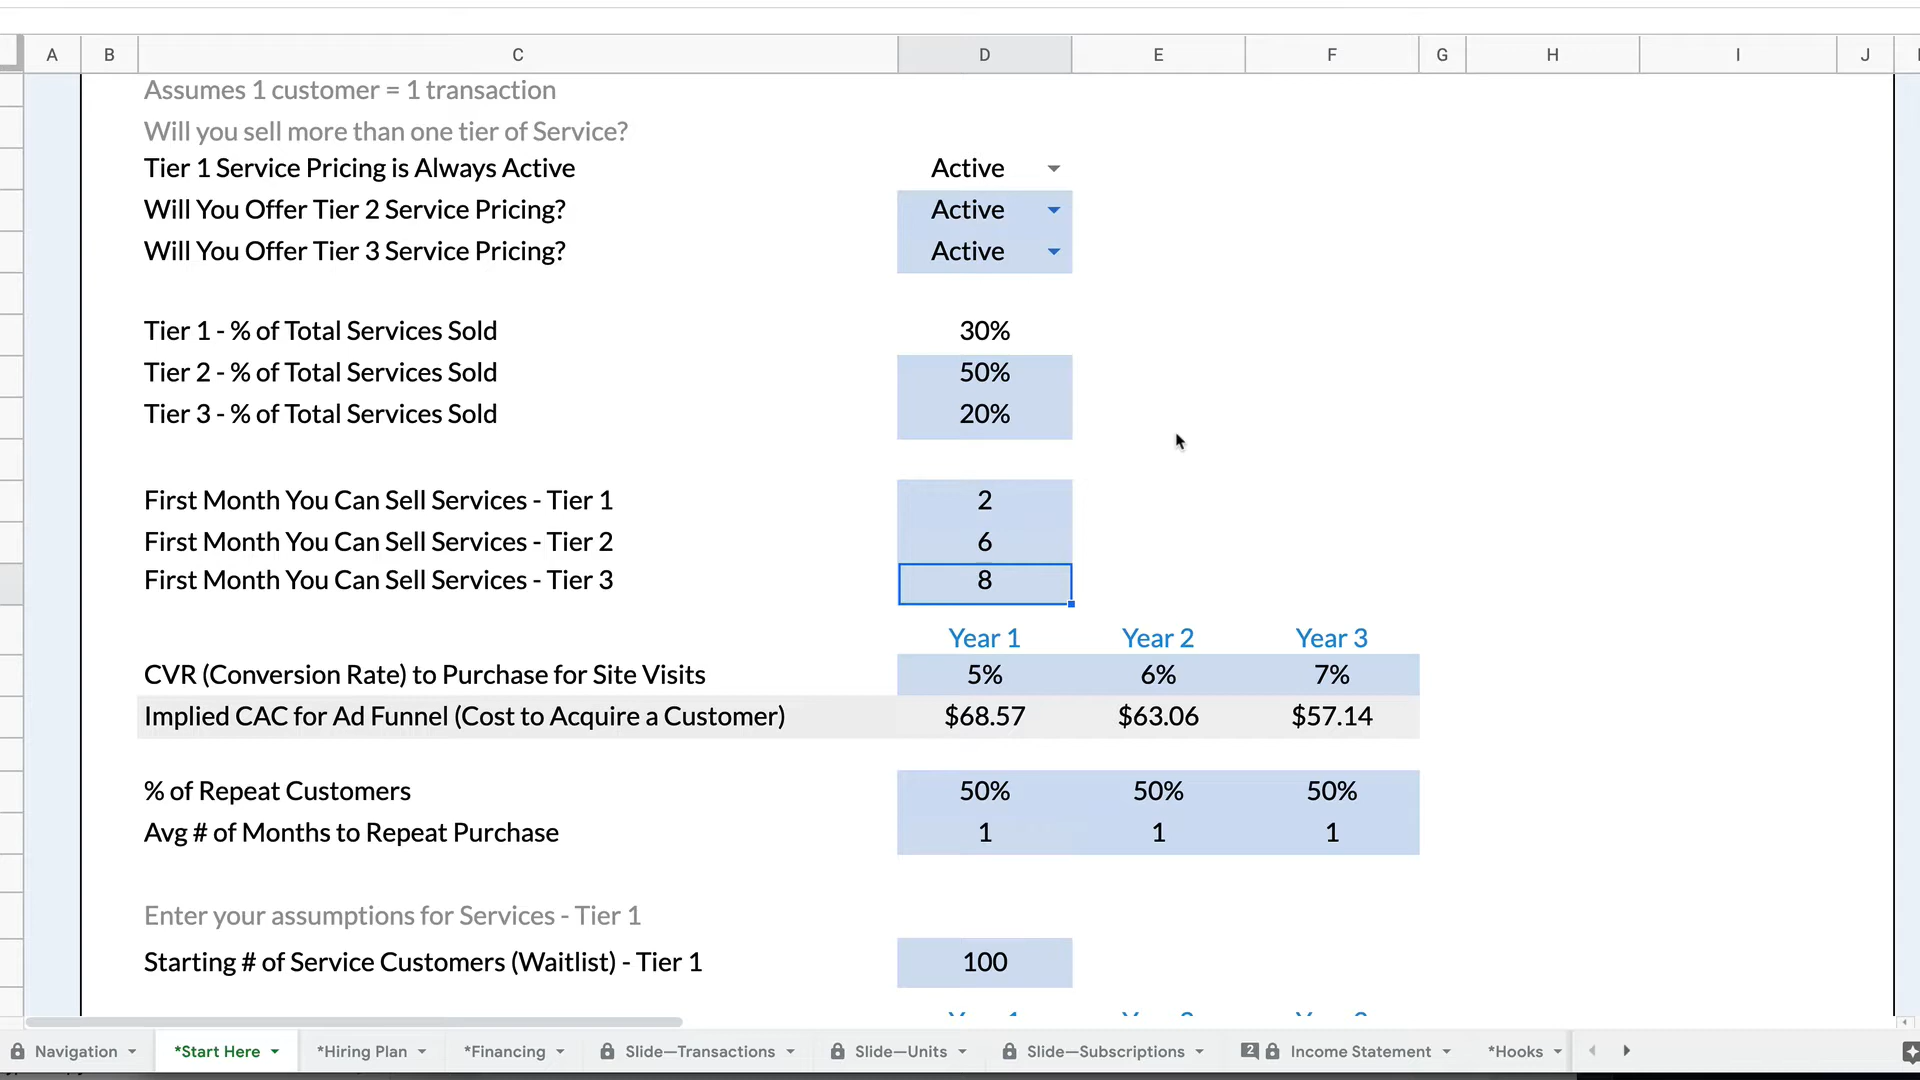 A B C D E F G H I J
Assumes 1 customer = 1 transaction
Will you sell more than one tier of Service?
Tier 1 Service Pricing is Always Active Active
Will You Offer Tier 2 Service Pricing? Active
Will You Offer Tier 3 Service Pricing? Active
Tier 1 - % of Total Services Sold 30%
Tier 2 - % of Total Services Sold 50%
Tier 3 - % of Total Services Sold 20%
First Month You Can Sell Services - Tier 1 2
First Month You Can Sell Services - Tier 2 6
First Month You Can Sell Services - Tier 3 8
Year 1 Year 2 Year 3
CVR (Conversion Rate) to Purchase for Site Visits 5% 6% 7%
Implied CAC for Ad Funnel (Cost to Acquire a Customer) $68.57 $63.06 $57.14
% of Repeat Customers 50% 50% 50%
Avg # of Months to Repeat Purchase 1 1 1
Enter your assumptions for Services - Tier 1
Starting # of Service Customers (Waitlist) - Tier 1 100
Navigation *Start Here *Hiring Plan *Financing Slide—Transactions Slide—Units Slide—Subscriptions 2 Income Statement *Hooks